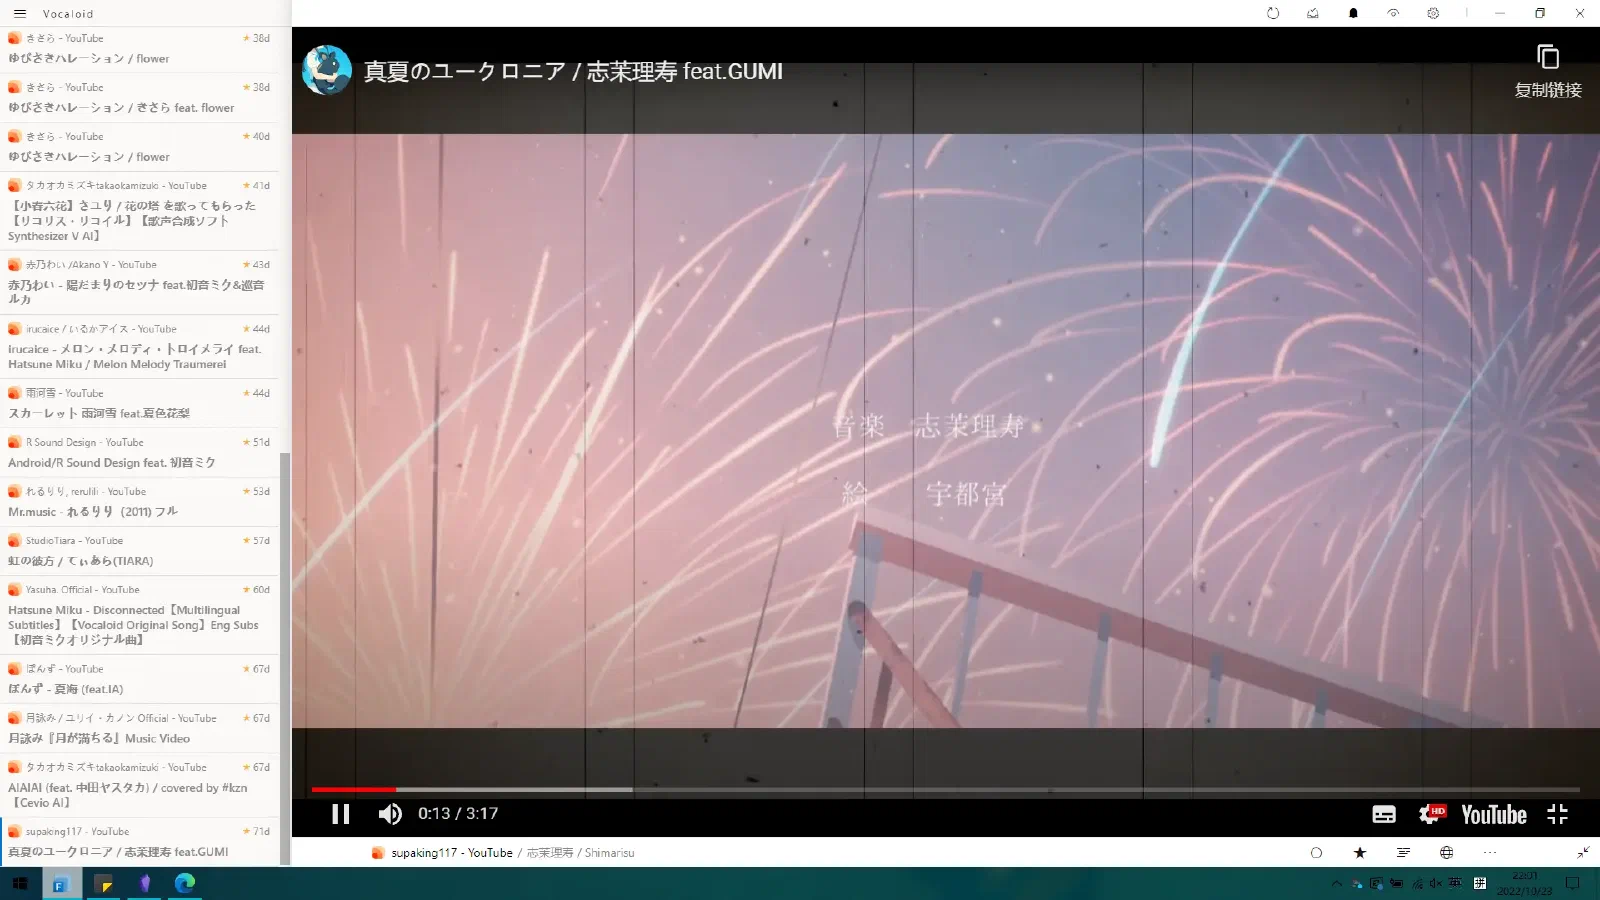 Vocaloid
きさら - YouTube
★ 38d
ゆびさきハレーション / flower
きさら - YouTube
★ 38d
ゆびさきハレーション / きさら feat. flower
きさら - YouTube
★ 40d
ゆびさきハレーション / flower
タカオカミズキtakaokamizuki - YouTube
★ 41d
【小春六花】さユり / 花の塔 を歌ってもらった
【リコリス・リコイル】【歌声合成ソフト
Synthesizer V AI】
赤乃わい /Akano Y - YouTube
★ 43d
赤乃わい - 陽だまりのセツナ feat.初音ミク&巡音
ルカ
irucaice / いるかアイス - YouTube
★ 44d
irucaice - メロン・メロディ・トロイメライ feat.
Hatsune Miku / Melon Melody Traumerei
雨河雪 - YouTube
★ 44d
スカーレット 雨河雪 feat.夏色花梨
R Sound Design - YouTube
★ 51d
Android/R Sound Design feat. 初音ミク
れるりり, rerulili - YouTube
★ 53d
Mr.music - れるりり (2011) フル
StudioTiara - YouTube
★ 57d
虹の彼方 / てぃあら(TIARA)
Yasuha. Official - YouTube
★ 60d
Hatsune Miku - Disconnected【Multilingual
Subtitles】【Vocaloid Original Song】Eng Subs
【初音ミクオリジナル曲】
ぽんず - YouTube
★ 67d
ぽんず - 夏海 (feat.IA)
月詠み / ユリイ・カノン Official - YouTube
★ 67d
月詠み『月が満ちる』Music Video
タカオカミズキtakaokamizuki - YouTube
★ 67d
AIAIAI (feat. 中田ヤスタカ) / covered by #kzn
【Cevio AI】
supaking117 - YouTube
★ 71d
真夏のユークロニア / 志茉理寿 feat.GUMI
真夏のユークロニア / 志茉理寿 feat.GUMI
复制链接
音楽 志茉理寿
絵 宇都宮
0:13 / 3:17
HD
YouTube
supaking117 - YouTube / 志茉理寿 / Shimarisu
英
拼
22:01
2022/10/23